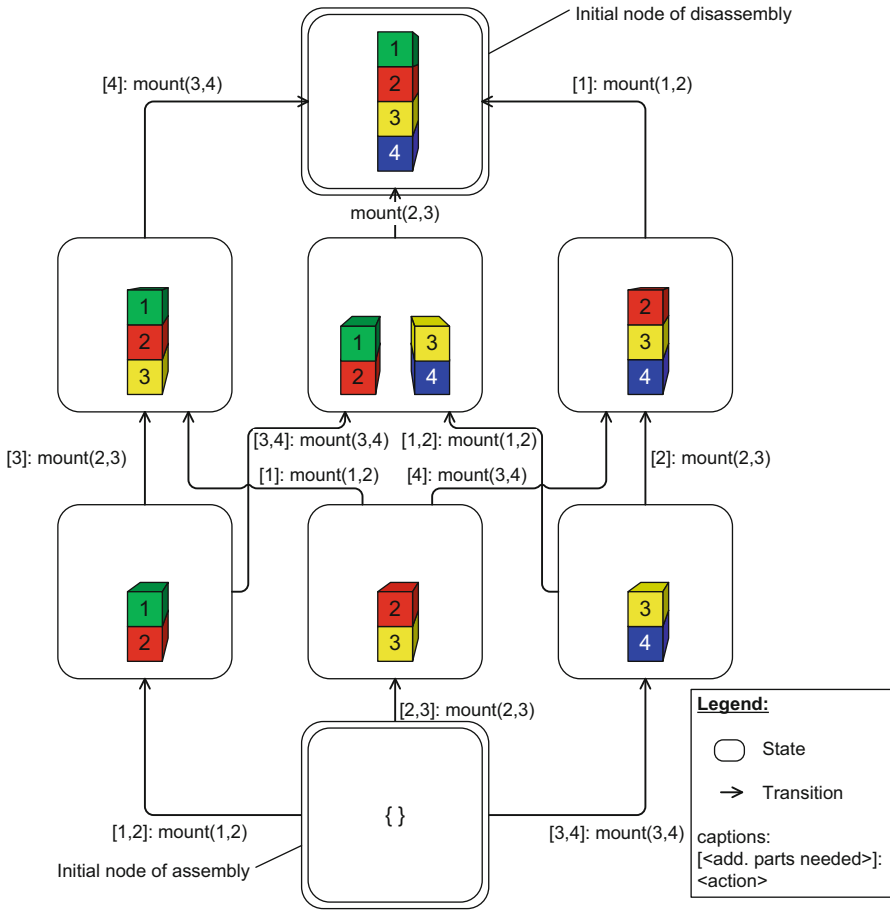 Initial node of disassembly
1
2
3
4
[4]: mount(3,4)
[1]: mount(1,2)
mount(2,3)
1
2
3
1
2
3
4
2
3
4
[3]: mount(2,3)
[3,4]: mount(3,4)
[1,2]: mount(1,2)
[2]: mount(2,3)
[1]: mount(1,2)
[4]: mount(3,4)
1
2
2
3
3
4
[2,3]: mount(2,3)
{ }
[1,2]: mount(1,2)
[3,4]: mount(3,4)
Initial node of assembly
Legend:
State
Transition
captions:
[<add. parts needed>]:
<action>